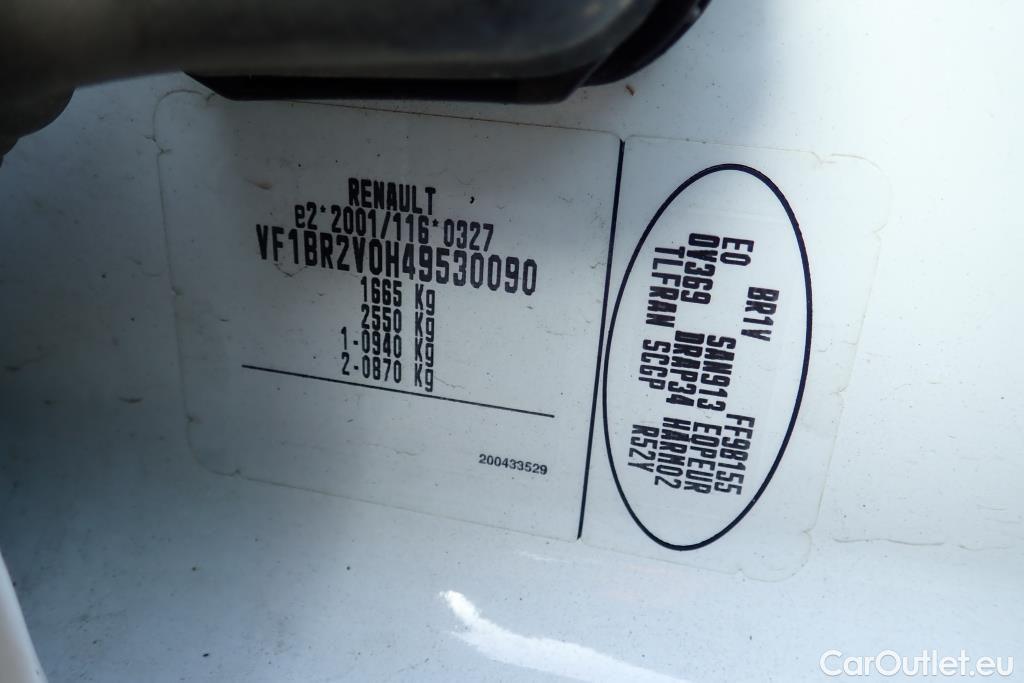 RENAULT
e2*2001/116*0327
VF1BR2V0H49530090
1665 Kg
2550 Kg
1-0940 Kg
2-0870 Kg
200433529
E0 BR1V FF98155
OV369 SAN913 EQPEUR
TLFRAN DRAP34 HARM02
SCGP R52Y
CarOutlet.eu